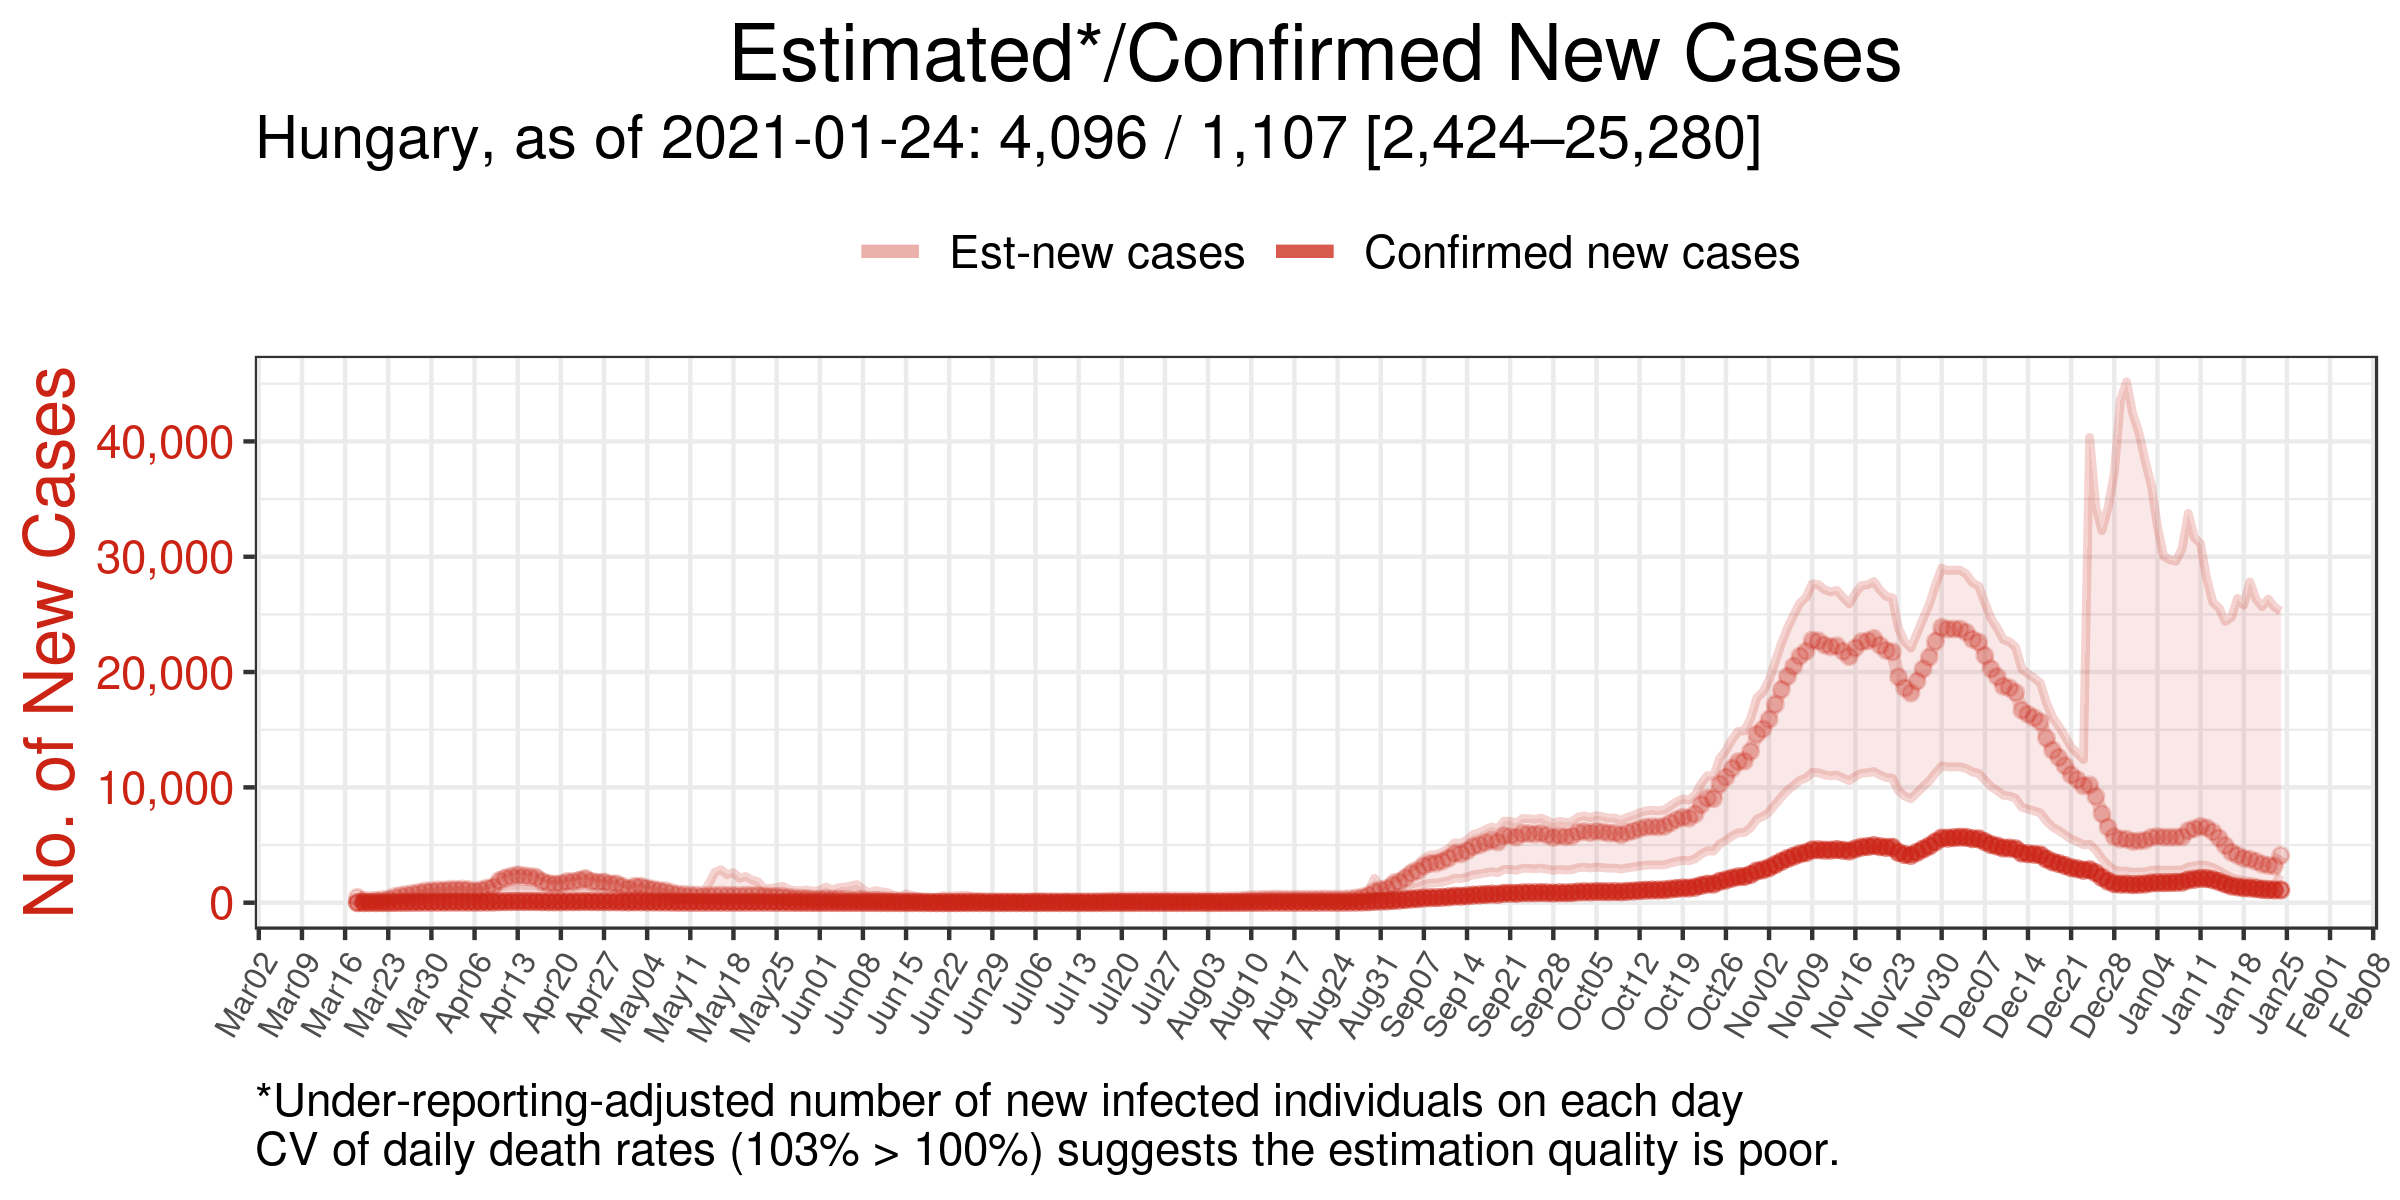 Estimated*/Confirmed New Cases
Hungary, as of 2021-01-24: 4,096 / 1,107 [2,424–25,280]
Est-new cases
Confirmed new cases
No. of New Cases
40,000
30,000
20,000
10,000
0
Mar02
Mar09
Mar16
Mar23
Mar30
Apr06
Apr13
Apr20
Apr27
May04
May11
May18
May25
Jun01
Jun08
Jun15
Jun22
Jun29
Jul06
Jul13
Jul20
Jul27
Aug03
Aug10
Aug17
Aug24
Aug31
Sep07
Sep14
Sep21
Sep28
Oct05
Oct12
Oct19
Oct26
Nov02
Nov09
Nov16
Nov23
Nov30
Dec07
Dec14
Dec21
Dec28
Jan04
Jan11
Jan18
Jan25
Feb01
Feb08
*Under-reporting-adjusted number of new infected individuals on each day
CV of daily death rates (103% > 100%) suggests the estimation quality is poor.